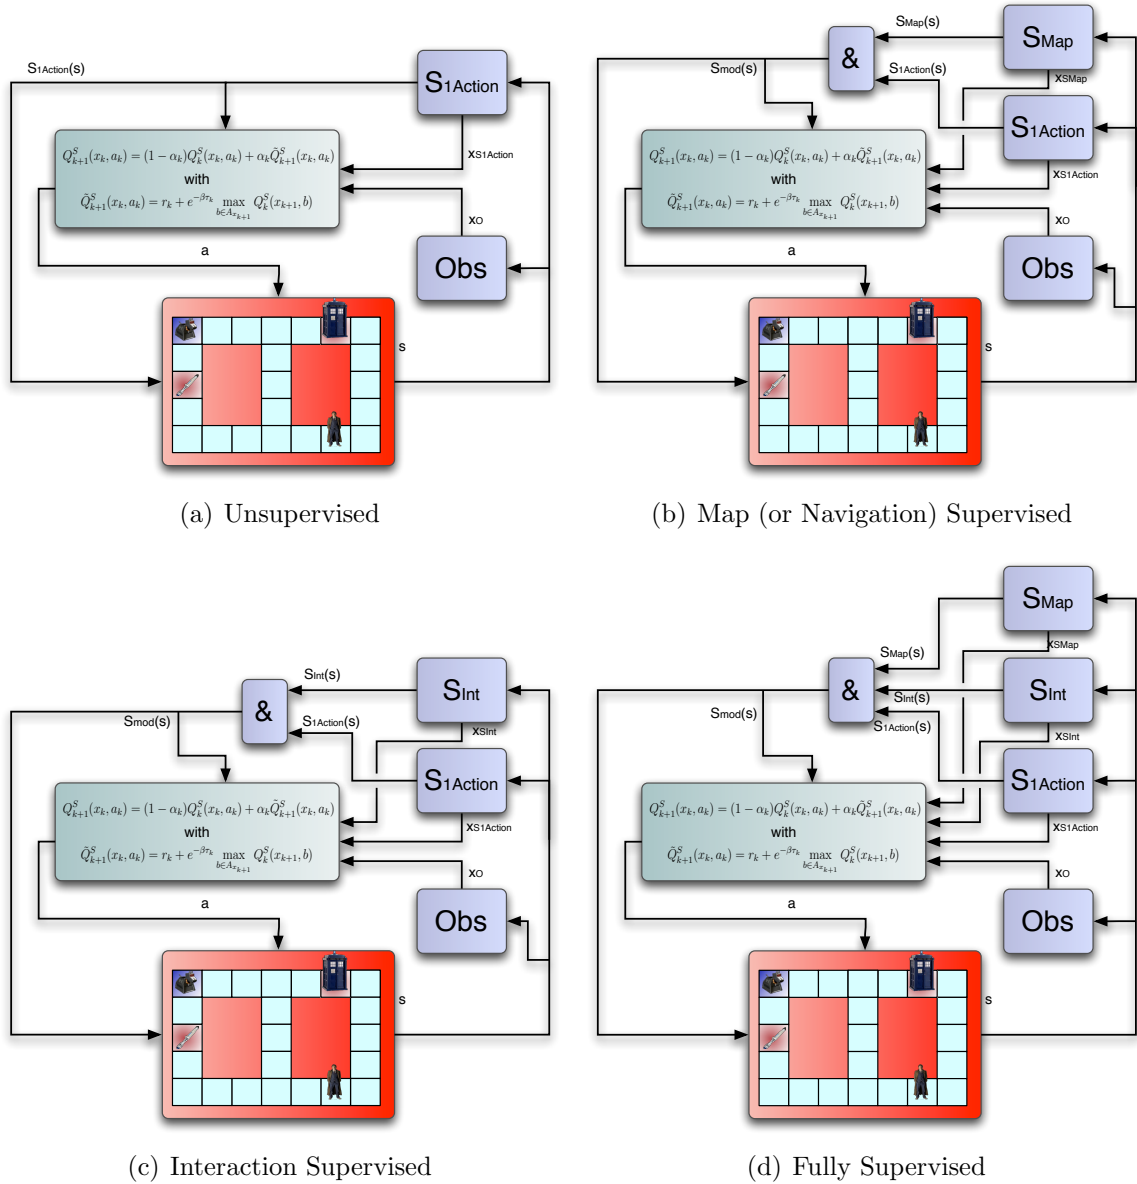 S1Action(s)
S1Action
xS1Action
Q^S_{k+1}(x_k, a_k) = (1 − α_k)Q^S_k(x_k, a_k) + α_k Q̃^S_{k+1}(x_k, a_k)
with
Q̃^S_{k+1}(x_k, a_k) = r_k + e^{−βτ_k} max_{b∈A_{x_{k+1}}} Q^S_k(x_{k+1}, b)
xO
a
Obs
s
(a) Unsupervised
SMap(s)
SMap
&
Smod(s)
S1Action(s)
xSMap
S1Action
Q^S_{k+1}(x_k, a_k) = (1 − α_k)Q^S_k(x_k, a_k) + α_k Q̃^S_{k+1}(x_k, a_k)
with
xS1Action
Q̃^S_{k+1}(x_k, a_k) = r_k + e^{−βτ_k} max_{b∈A_{x_{k+1}}} Q^S_k(x_{k+1}, b)
xO
a
Obs
s
(b) Map (or Navigation) Supervised
SInt(s)
SInt
&
Smod(s)
S1Action(s)
xSInt
S1Action
Q^S_{k+1}(x_k, a_k) = (1 − α_k)Q^S_k(x_k, a_k) + α_k Q̃^S_{k+1}(x_k, a_k)
with
xS1Action
Q̃^S_{k+1}(x_k, a_k) = r_k + e^{−βτ_k} max_{b∈A_{x_{k+1}}} Q^S_k(x_{k+1}, b)
xO
a
Obs
s
(c) Interaction Supervised
SMap
xSMap
SMap(s)
&
Smod(s)
SInt(s)
SInt
S1Action(s)
xSInt
S1Action
Q^S_{k+1}(x_k, a_k) = (1 − α_k)Q^S_k(x_k, a_k) + α_k Q̃^S_{k+1}(x_k, a_k)
with
xS1Action
Q̃^S_{k+1}(x_k, a_k) = r_k + e^{−βτ_k} max_{b∈A_{x_{k+1}}} Q^S_k(x_{k+1}, b)
xO
a
Obs
s
(d) Fully Supervised